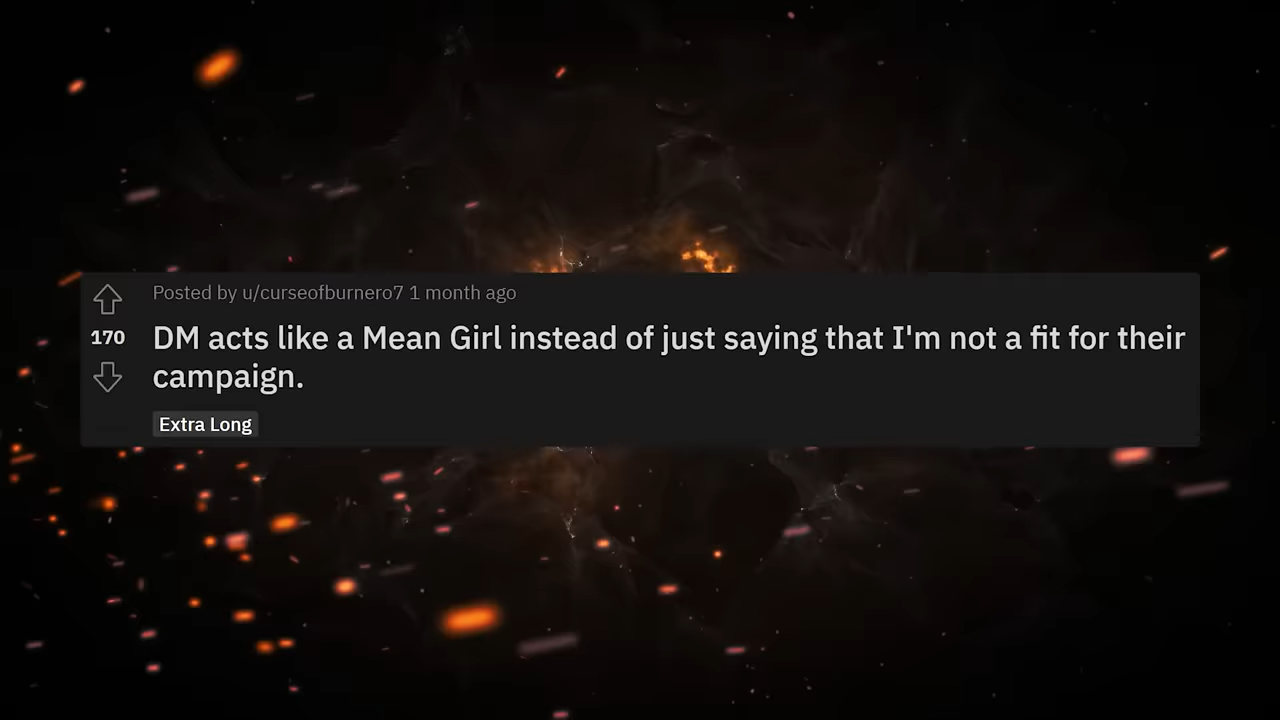 Posted by u/curseofburnero7 1 month ago
170
DM acts like a Mean Girl instead of just saying that I'm not a fit for their
campaign.
Extra Long